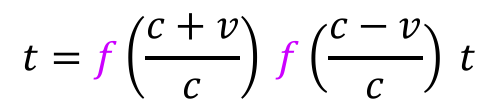 t = f ((c + v)/c) f ((c − v)/c) t